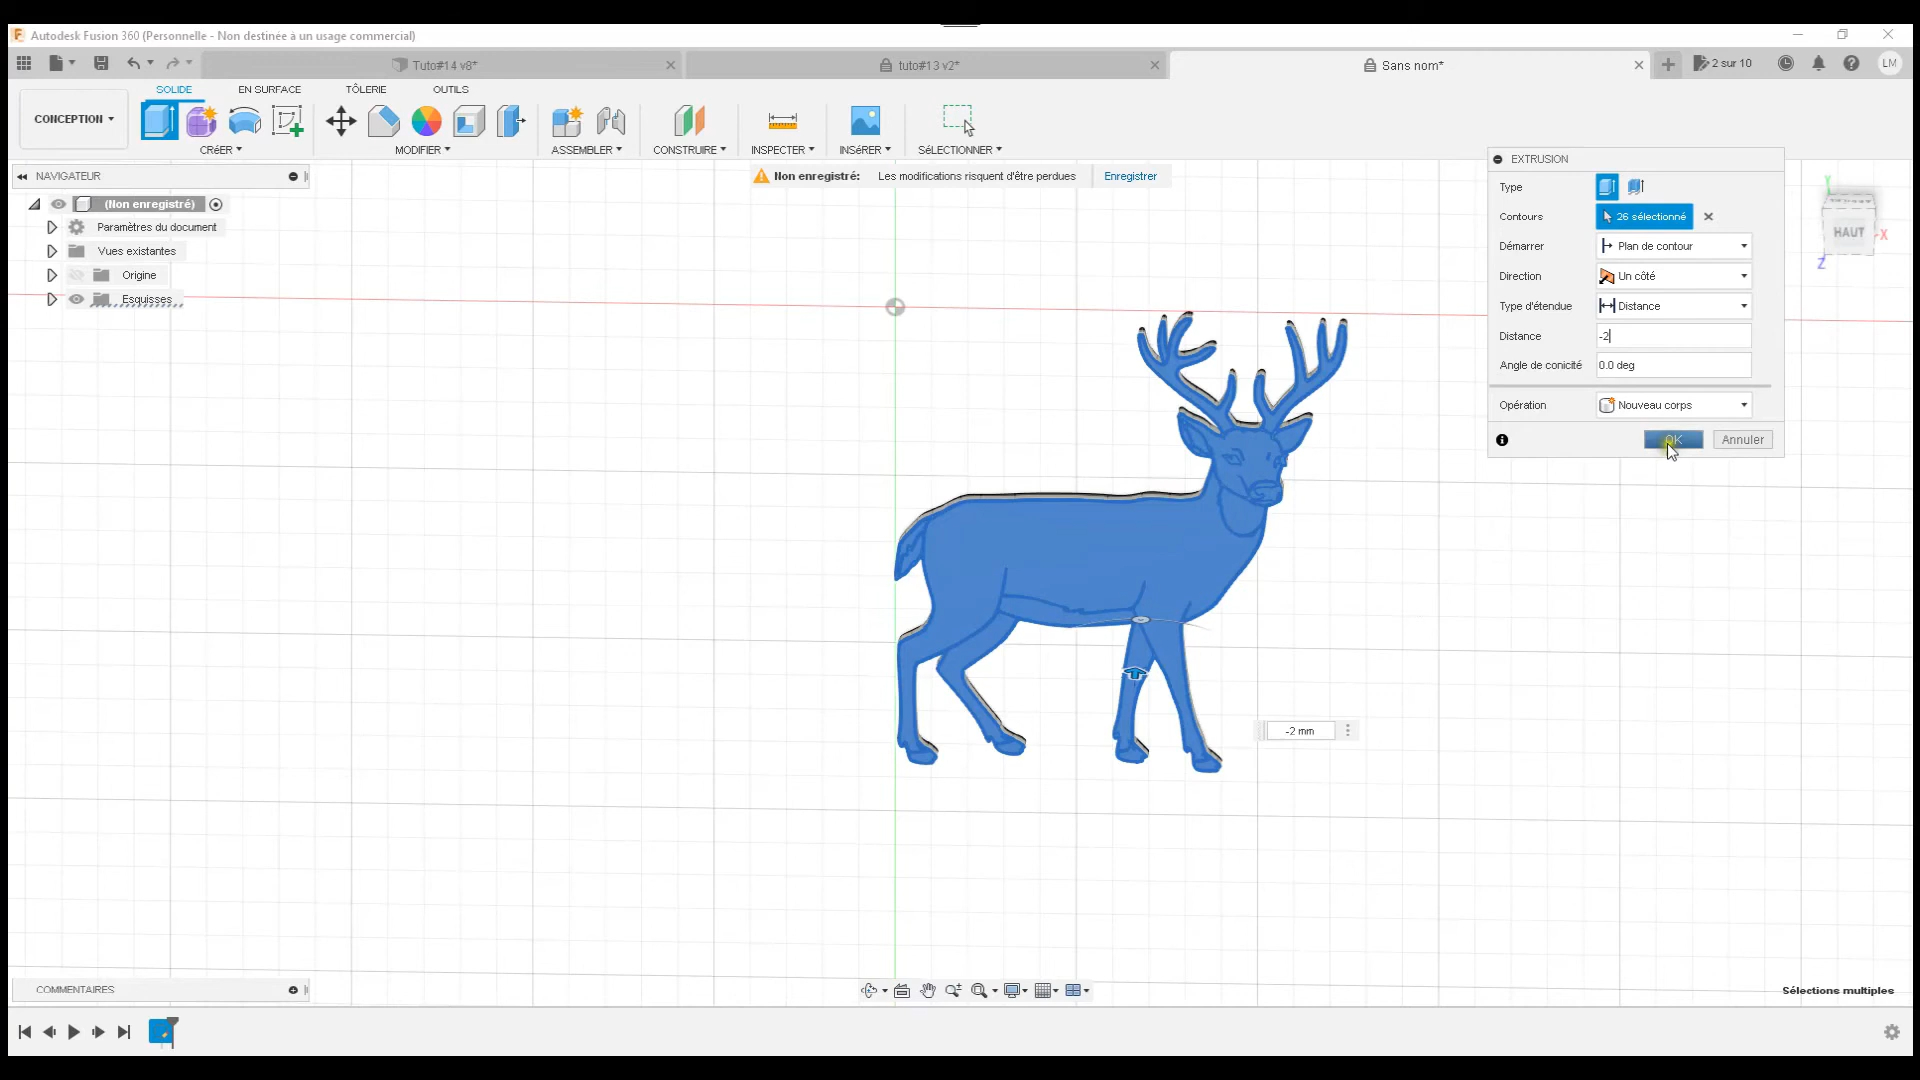 Autodesk Fusion 360 (Personnelle - Non destinée à un usage commercial)
Tuto#14 v8*
tuto#13 v2*
Sans nom*
2 sur 10
LM
SOLIDE
EN SURFACE
TÔLERIE
OUTILS
CONCEPTION
CRéER
MODIFIER
ASSEMBLER
CONSTRUIRE
INSPECTER
INSéRER
SéLECTIONNER
NAVIGATEUR
Non enregistré:
Les modifications risquent d'être perdues
Enregistrer
(Non enregistré)
Paramètres du document
Vues existantes
Origine
Esquisses
EXTRUSION
Type
Contours
26 sélectionné
Démarrer
Plan de contour
Direction
Un côté
Type d'étendue
Distance
Distance
-2
Angle de conicité
0.0 deg
Opération
Nouveau corps
OK
Annuler
Y
HAUT
X
Z
-2 mm
COMMENTAIRES
Sélections multiples